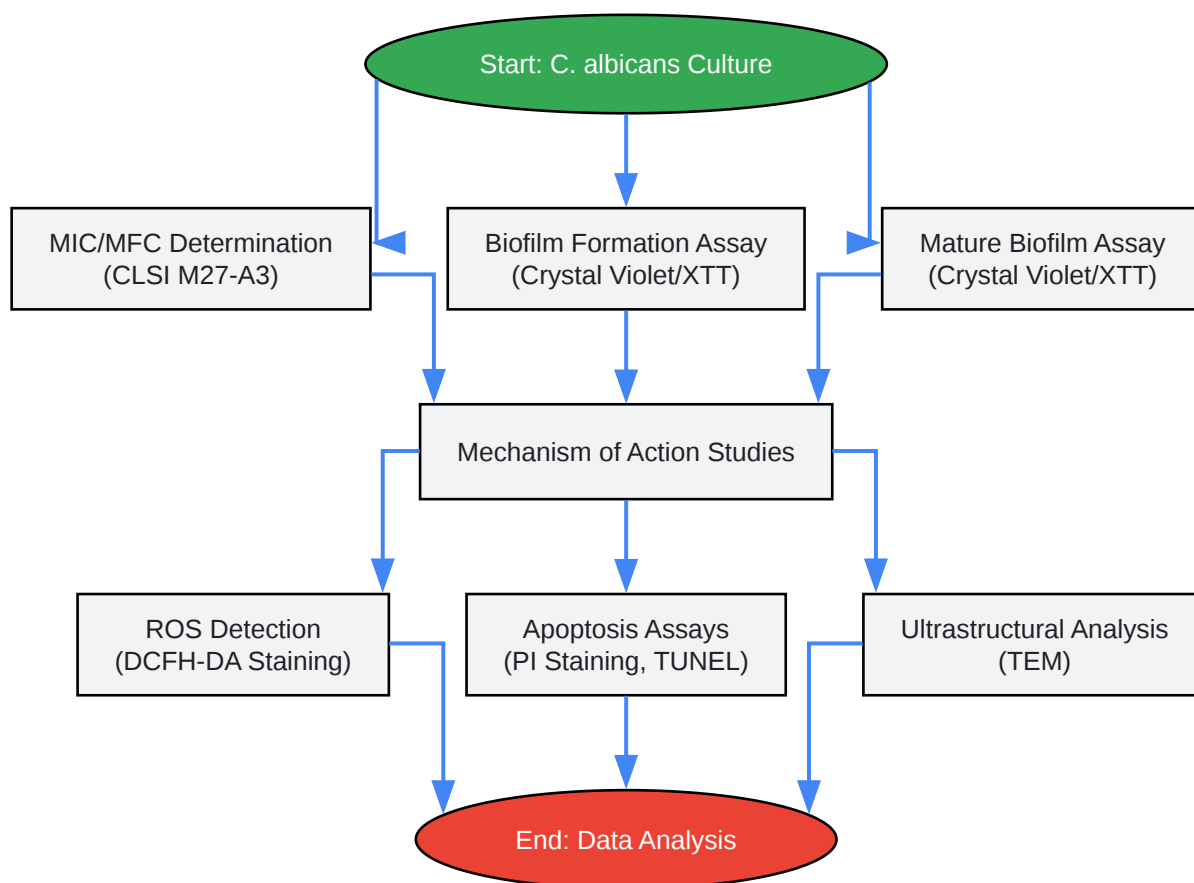 Start: C. albicans Culture
MIC/MFC Determination
(CLSI M27-A3)
Biofilm Formation Assay
(Crystal Violet/XTT)
Mature Biofilm Assay
(Crystal Violet/XTT)
Mechanism of Action Studies
ROS Detection
(DCFH-DA Staining)
Apoptosis Assays
(PI Staining, TUNEL)
Ultrastructural Analysis
(TEM)
End: Data Analysis